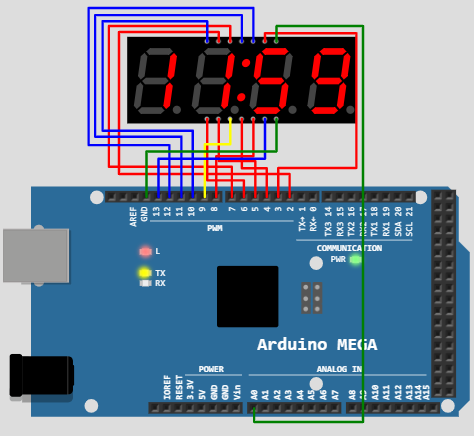 11:59
AREF
GND
13
12
11
10
9
8
7
6
5
4
3
2
TX→1
RX←0
TX3 14
RX3 15
TX2 16
RX2 17
TX1 18
RX1 19
SDA 20
SCL 21
PWM
COMMUNICATION
L
PWR
TX
RX
Arduino MEGA
POWER
ANALOG IN
IOREF
RESET
3.3V
5V
GND
GND
Vin
A0
A1
A2
A3
A4
A5
A6
A7
A8
A10
A11
A12
A13
A14
A15